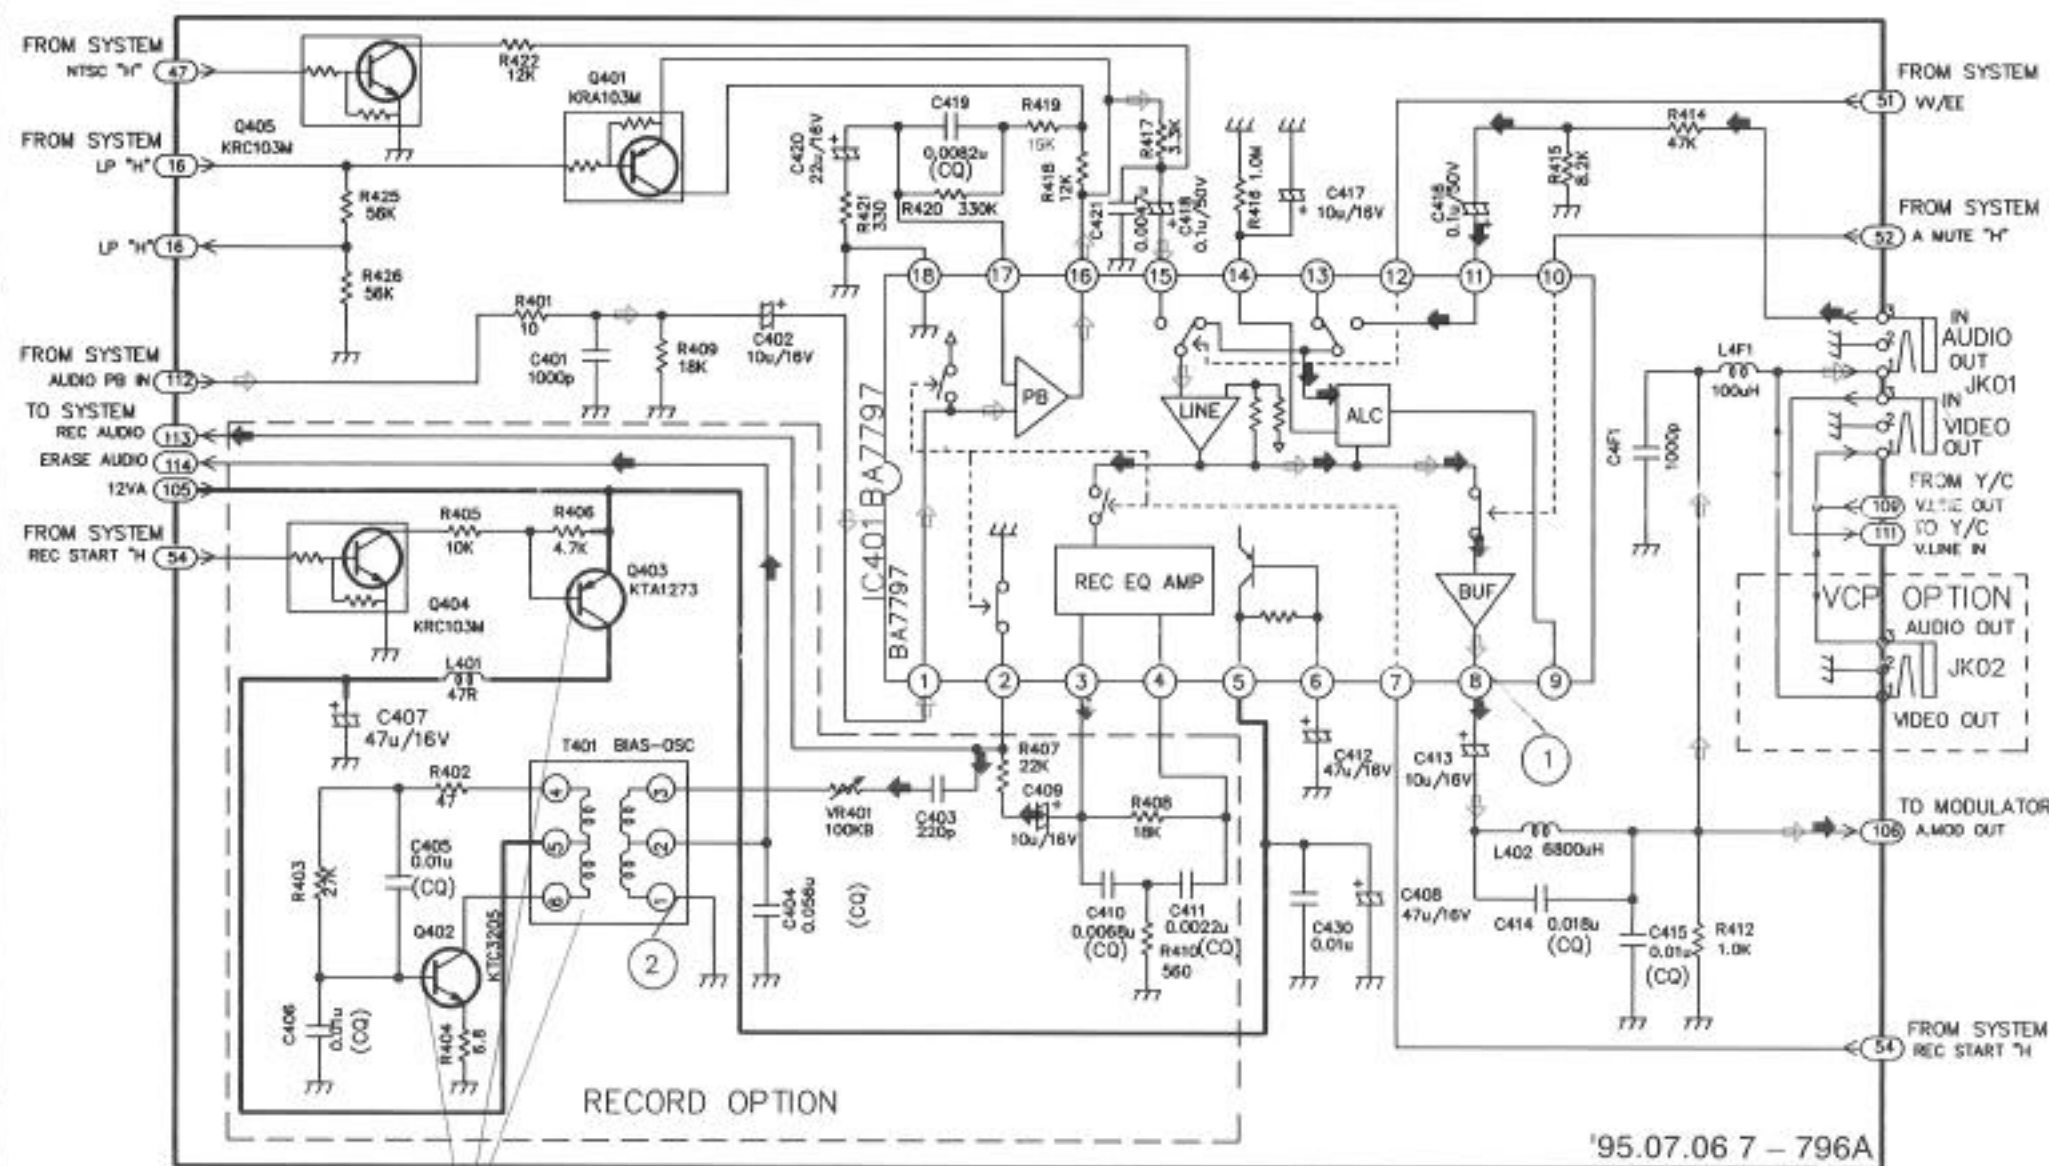 FROM SYSTEM
NTSC "H"
47
Q405
KRC103M
R422
12K
Q401
KRA103M
FROM SYSTEM
LP "H"
16
R425
56K
LP "H"
16
R426
56K
FROM SYSTEM
AUDIO PB IN
112
R401
10
C401
1000p
R409
18K
C402
10u/16V
TO SYSTEM
REC AUDIO
113
ERASE AUDIO
114
12VA
105
FROM SYSTEM
REC START "H
54
C420
22u/16V
R421
330
C419
0.0082u
(CQ)
R420
330K
R419
15K
R418
12K
R417
3.3K
C421
0.0047u
C418
0.1u/50V
R416 1.0M
C417
10u/16V
C416
0.1u/50V
R415
8.2K
R414
47K
FROM SYSTEM
51
VV/EE
FROM SYSTEM
52
A MUTE "H"
18
17
16
15
14
13
12
11
10
IC401 BA7797
BA7797
PB
LINE
ALC
REC EQ AMP
BUF
1
2
3
4
5
6
7
8
9
3
IN
AUDIO
2
OUT
1
JK01
3
IN
2
VIDEO
OUT
1
L4F1
100uH
C4F1
1000p
FROM Y/C
109
V.LINE OUT
TO Y/C
111
V.LINE IN
VCP OPTION
AUDIO OUT
3
2
JK02
1
VIDEO OUT
R405
10K
R406
4.7K
Q403
KTA1273
Q404
KRC103M
L401
47R
C407
47u/16V
T401 BIAS-OSC
R402
47
4
3
5
2
6
1
R403
27K
C405
0.01u
(CQ)
Q402
KTC3205
C406
0.01u
(CQ)
R404
6.8
2
VR401
100KB
C403
220p
C404
0.056u
(CQ)
R407
22K
C409
10u/16V
R408
18K
C410
0.0068u
(CQ)
C411
0.0022u
(CQ)
R410
560
C412
47u/16V
C430
0.01u
C408
47u/16V
C413
10u/16V
1
L402
6800uH
C414
0.018u
(CQ)
C415
0.01u
(CQ)
R412
1.0K
TO MODULATOR
106
A.MOD OUT
FROM SYSTEM
54
REC START "H
RECORD OPTION
'95.07.06 7 – 796A